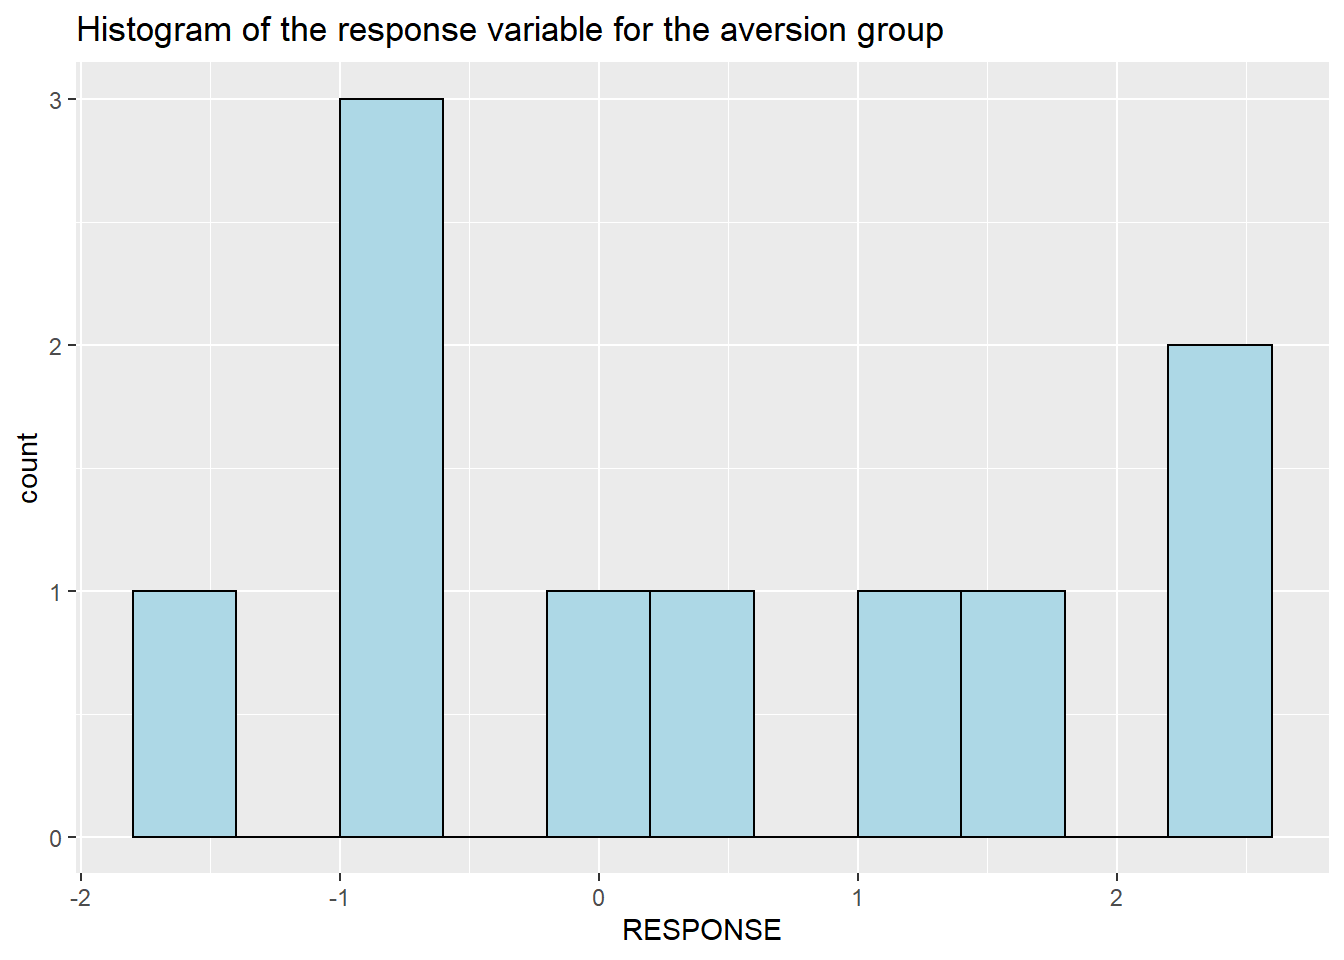 Histogram of the response variable for the aversion group
3
2
1
0
count
-2 -1 0 1 2
RESPONSE